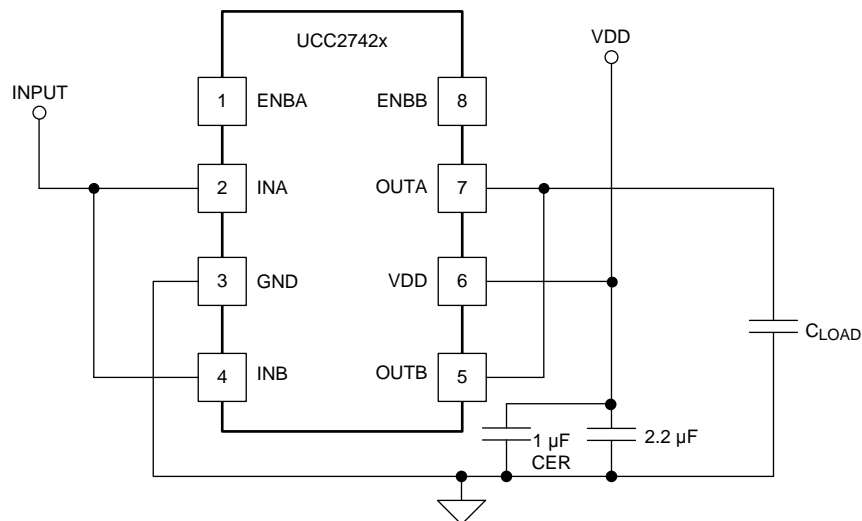 UCC2742x
VDD
INPUT
1 ENBA ENBB 8
2 INA OUTA 7
3 GND VDD 6
CLOAD
4 INB OUTB 5
1 µF
CER
2.2 µF